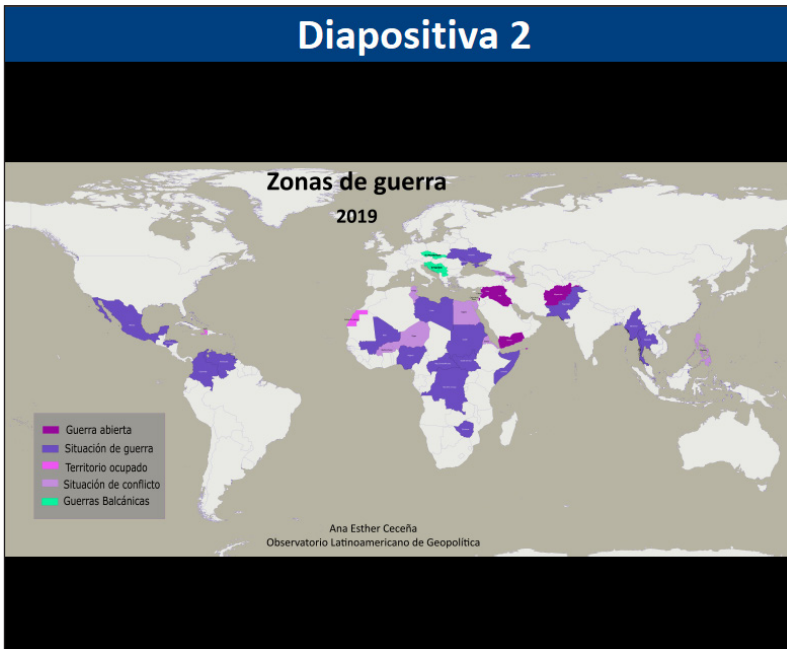 Diapositiva 2
Zonas de guerra
2019
Guerra abierta
Situación de guerra
Territorio ocupado
Situación de conflicto
Guerras Balcánicas
Ana Esther Ceceña
Observatorio Latinoamericano de Geopolítica